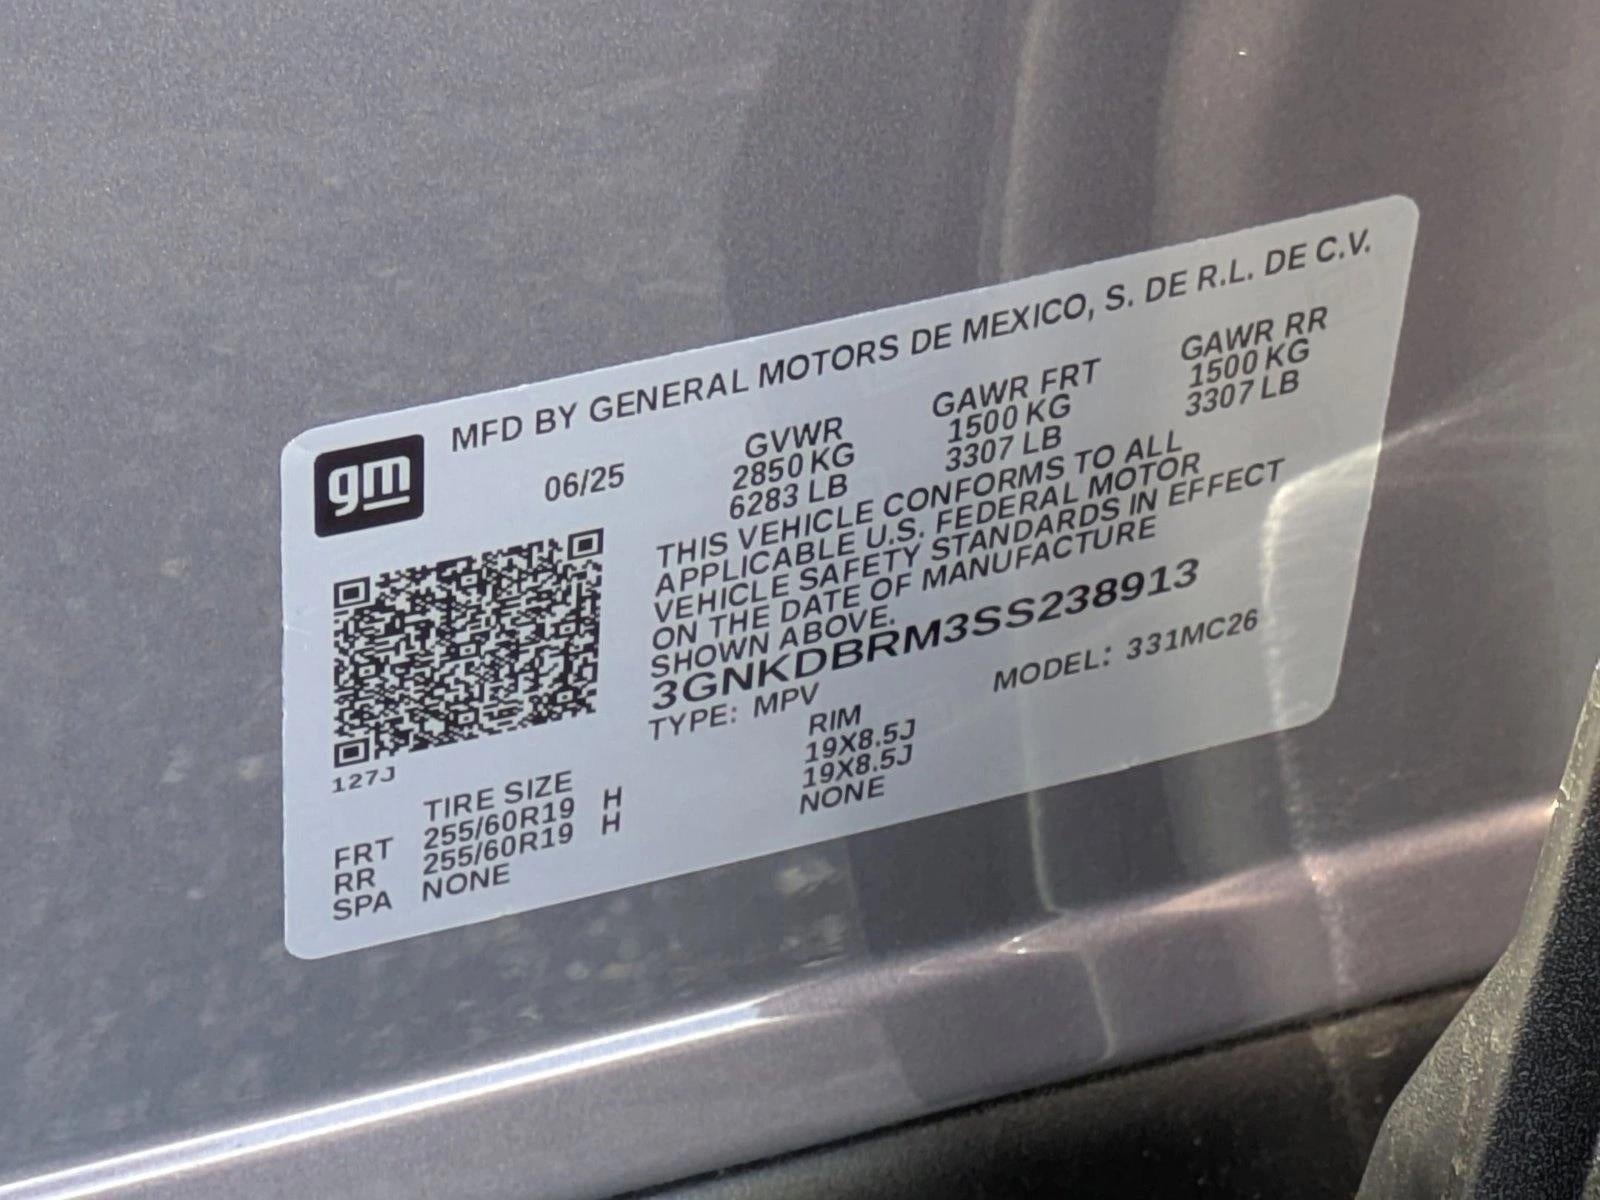 MFD BY GENERAL MOTORS DE MEXICO, S. DE R.L. DE C.V.
gm
06/25
GVWR GAWR FRT GAWR RR
2850 KG 1500 KG 1500 KG
6283 LB 3307 LB 3307 LB
THIS VEHICLE CONFORMS TO ALL
APPLICABLE U.S. FEDERAL MOTOR
VEHICLE SAFETY STANDARDS IN EFFECT
ON THE DATE OF MANUFACTURE
SHOWN ABOVE.
3GNKDBRM3SS238913
TYPE: MPV MODEL: 331MC26
127J
TIRE SIZE RIM
FRT 255/60R19 H 19X8.5J
RR 255/60R19 H 19X8.5J
SPA NONE NONE